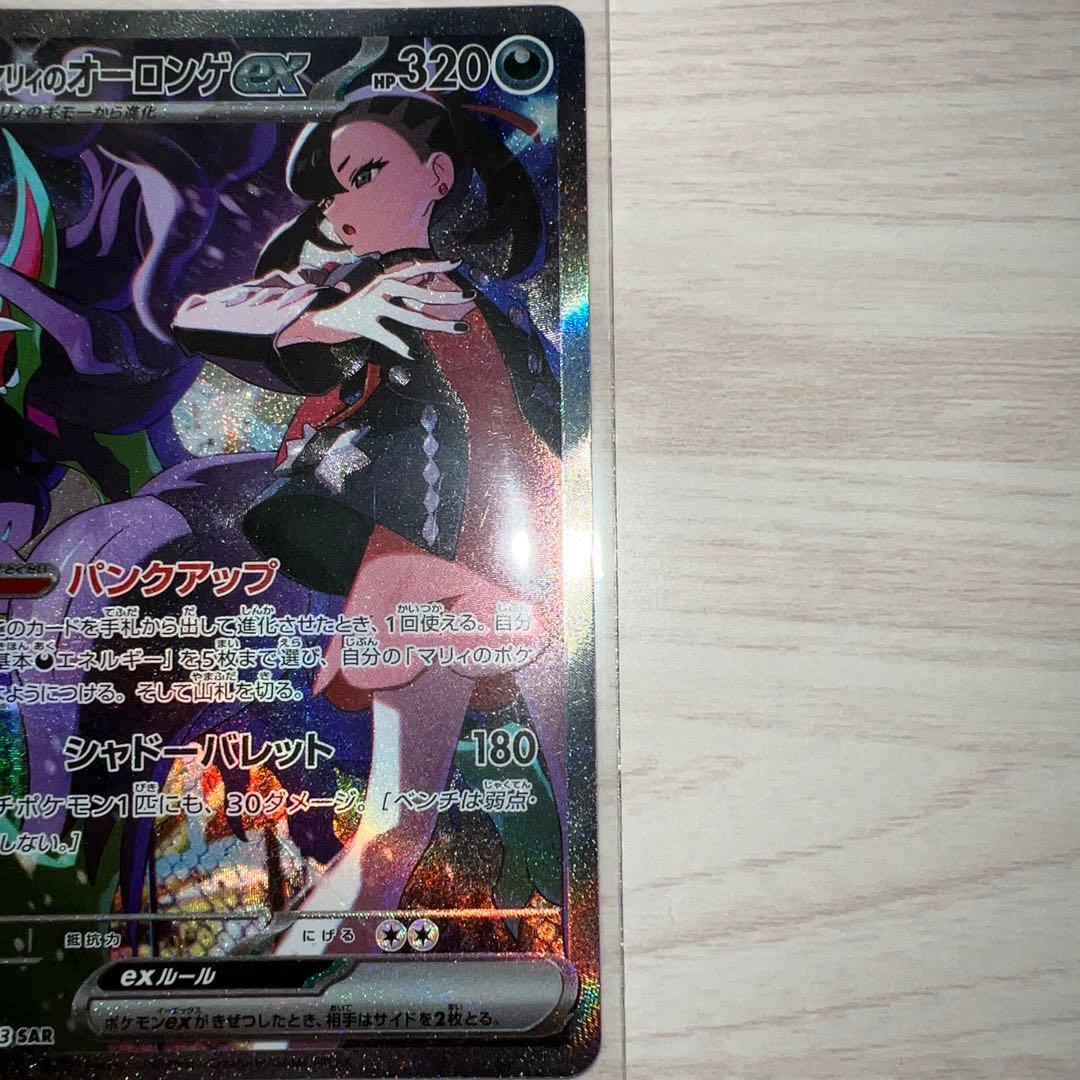 マリィのオーロンゲex HP320
リィのギモーから進化
とくせい パンクアップ
このカードを手札から出して進化させたとき、1回使える。自分
基本エネルギー」を5枚まで選び、自分の「マリィのポケ
ようにつける。そして山札を切る。
シャドーバレット 180
チポケモン1匹にも、30ダメージ。[ベンチは弱点・
しない。]
抵抗力 にげる
exルール
ポケモンexがきぜつしたとき、相手はサイドを2枚とる。
3 SAR